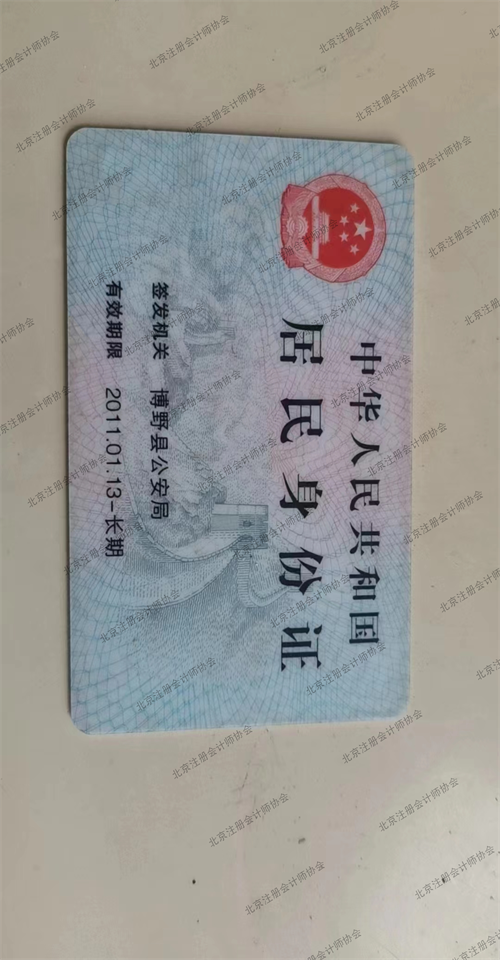 中华人民共和国
居民身份证
签发机关 博野县公安局
有效期限 2011.01.13-长期
北京注册会计师协会